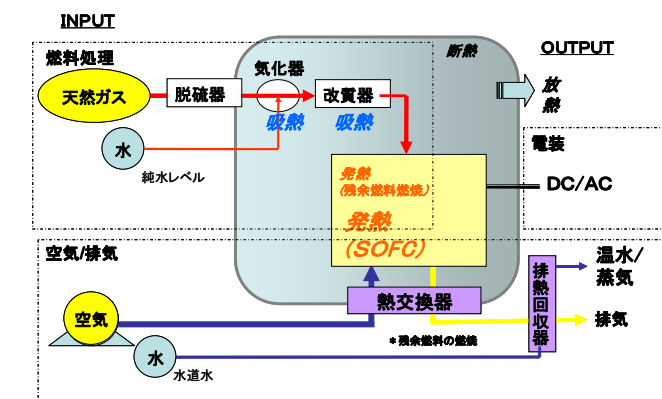 INPUT
燃料処理
天然ガス
脱硫器
気化器
改質器
断熱
OUTPUT
放
熱
吸熱
吸熱
水
純水レベル
電装
発熱
(残余燃料燃焼)
発熱
(SOFC)
DC/AC
空気/排気
空気
熱交換器
排熱回収器
温水/
蒸気
排気
*残余燃料の燃焼
水
水道水